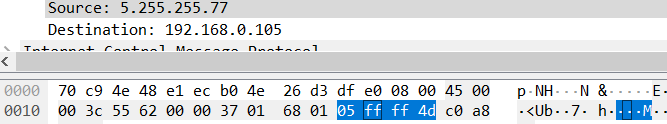 Source: 5.255.255.77
Destination: 192.168.0.105
Internet Control Message Protocol
0000 70 c9 4e 48 e1 ec b0 4e 26 d3 df e0 08 00 45 00 p·NH···N &·····E·
0010 00 3c 55 62 00 00 37 01 68 01 05 ff ff 4d c0 a8 ·<Ub··7· h····M··